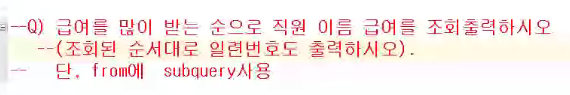 --Q) 급여를 많이 받는 순으로 직원 이름 급여를 조회출력하시오
--(조회된 순서대로 일련번호도 출력하시오).
-- 단, from에 subquery사용